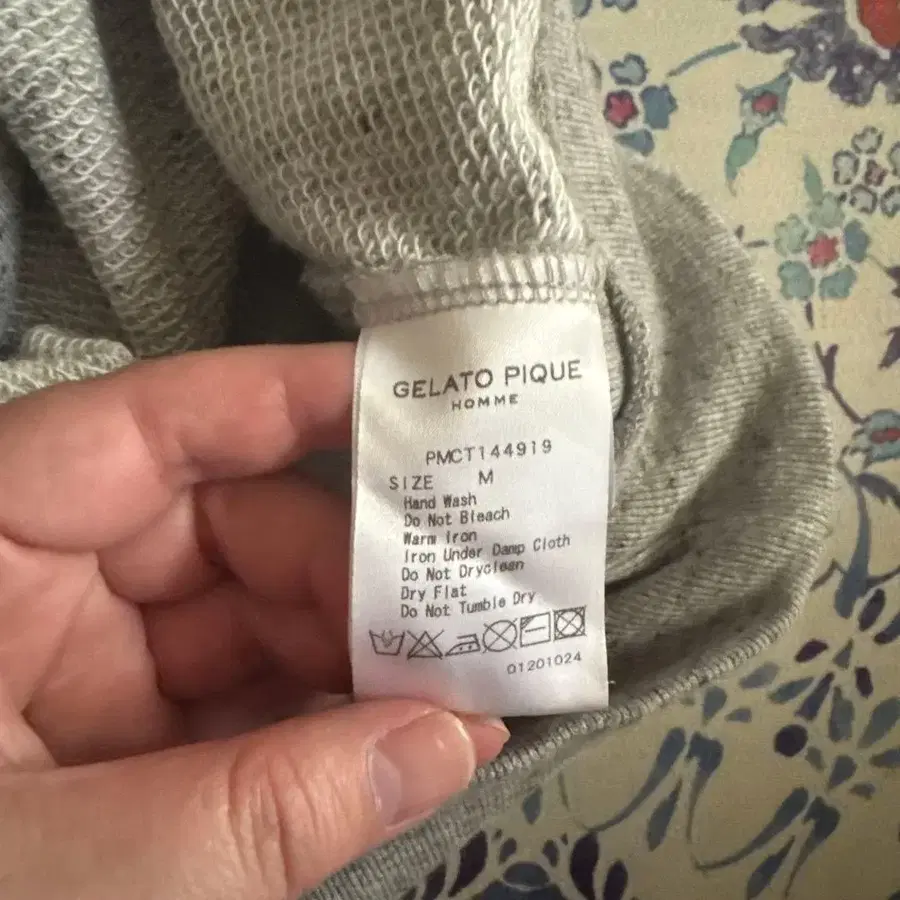 GELATO PIQUE
HOMME
PMCT144919
SIZE M
Hand Wash
Do Not Bleach
Warm Iron
Iron Under Damp Cloth
Do Not Dryclean
Dry Flat
Do Not Tumble Dry
01201024